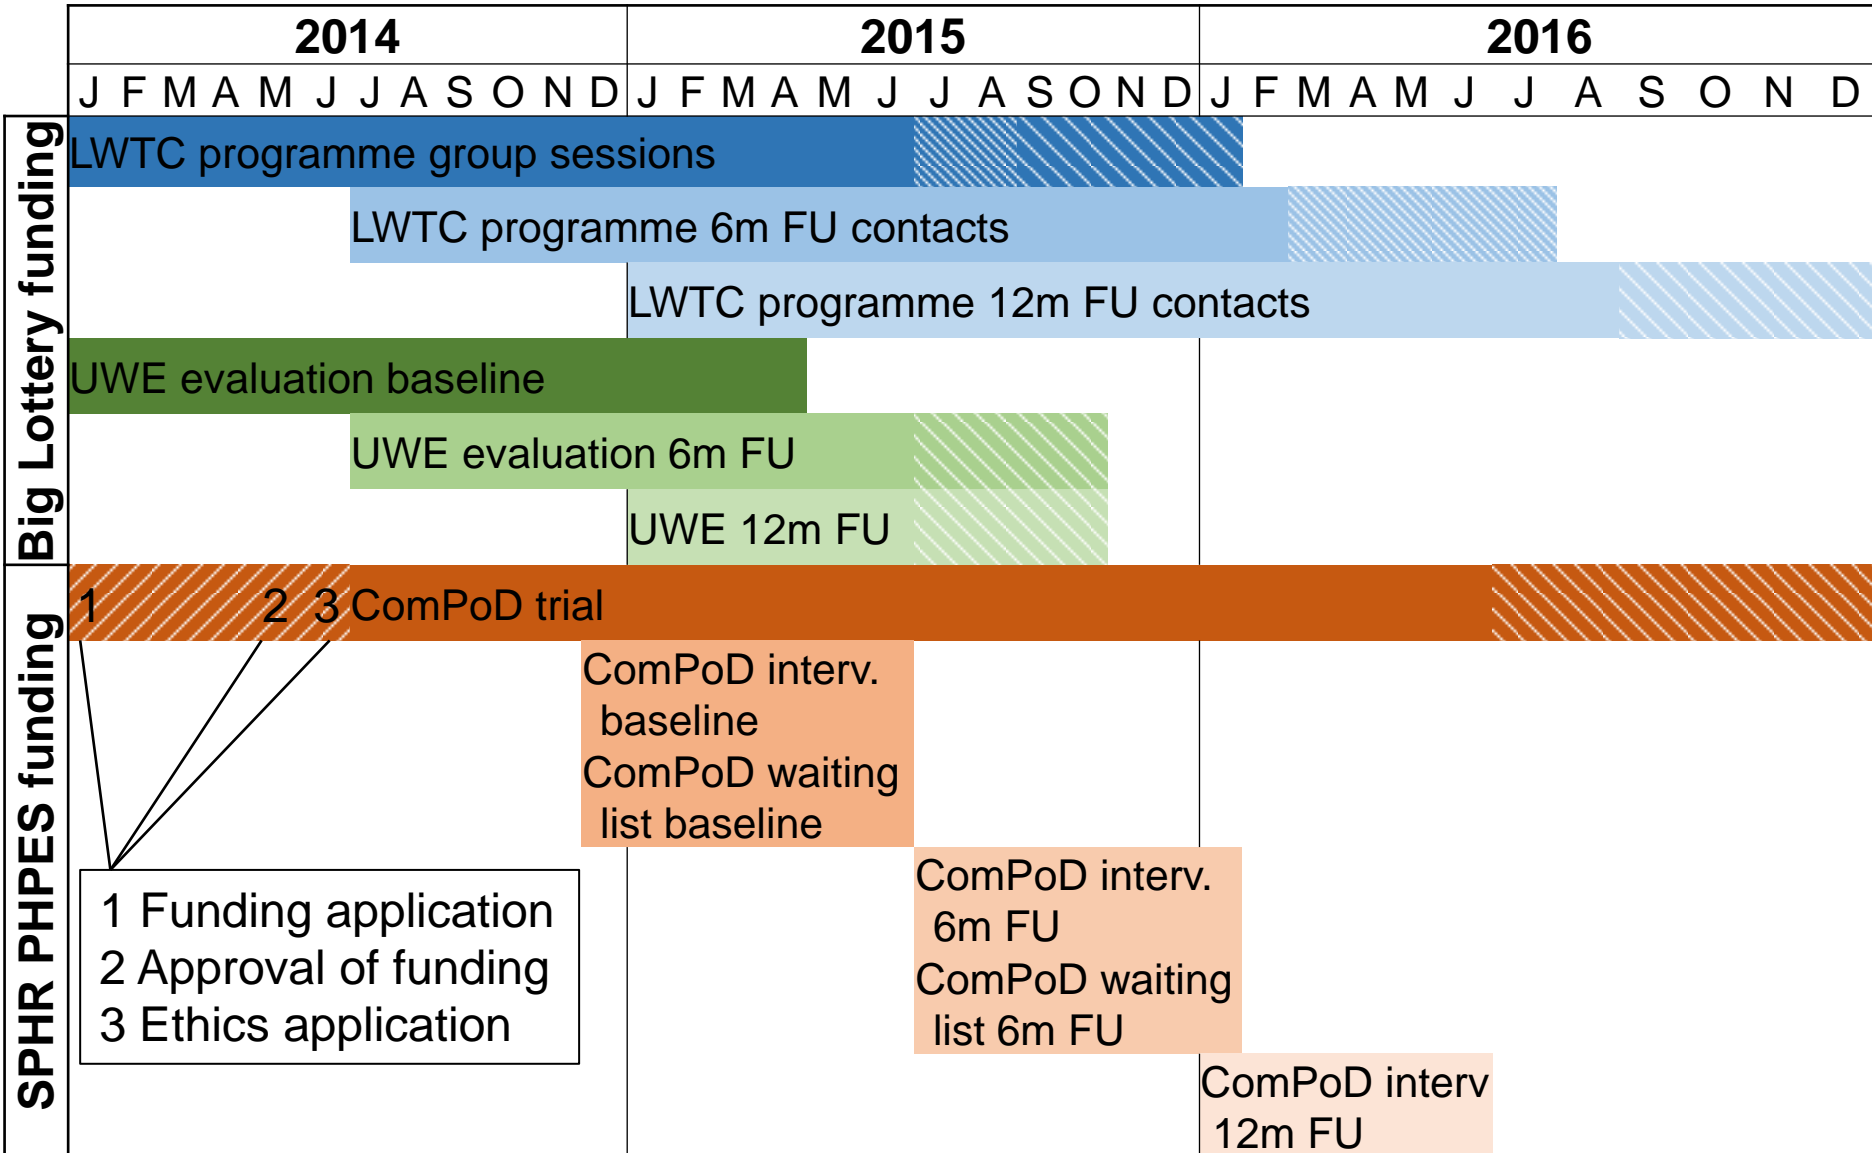 2014 2015 2016
J F M A M J J A S O N D J F M A M J J A S O N D J F M A M J J A S O N D
Big Lottery funding
LWTC programme group sessions
LWTC programme 6m FU contacts
LWTC programme 12m FU contacts
UWE evaluation baseline
UWE evaluation 6m FU
UWE 12m FU
SPHR PHPES funding
1 2 3 ComPoD trial
ComPoD interv.
baseline
ComPoD waiting
list baseline
1 Funding application
2 Approval of funding
3 Ethics application
ComPoD interv.
6m FU
ComPoD waiting
list 6m FU
ComPoD interv
12m FU